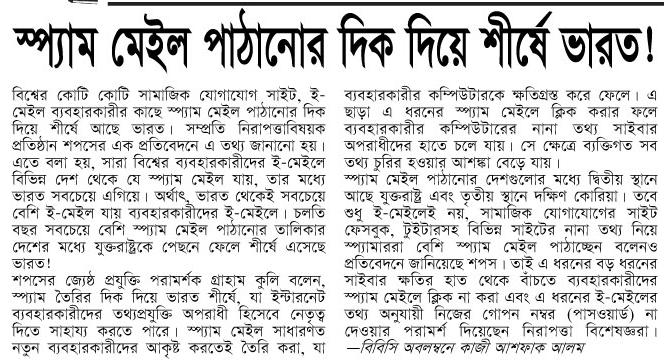 স্প্যাম মেইল পাঠানোর দিক দিয়ে শীর্ষে ভারত!
বিশ্বের কোটি কোটি সামাজিক যোগাযোগ সাইট, ই-
মেইল ব্যবহারকারীর কাছে স্প্যাম মেইল পাঠানোর দিক
দিয়ে শীর্ষে আছে ভারত। সম্প্রতি নিরাপত্তাবিষয়ক
প্রতিষ্ঠান শপসের এক প্রতিবেদনে এ তথ্য জানানো হয়।
এতে বলা হয়, সারা বিশ্বের ব্যবহারকারীদের ই-মেইলে
বিভিন্ন দেশ থেকে যে স্প্যাম মেইল যায়, তার মধ্যে
ভারত সবচেয়ে এগিয়ে। অর্থাৎ, ভারত থেকেই সবচেয়ে
বেশি ই-মেইল যায় ব্যবহারকারীদের ই-মেইলে। চলতি
বছর সবচেয়ে বেশি স্প্যাম মেইল পাঠানোর তালিকার
দেশের মধ্যে যুক্তরাষ্ট্রকে পেছনে ফেলে শীর্ষে এসেছে
ভারত!
শপসের জ্যেষ্ঠ প্রযুক্তি পরামর্শক গ্রাহাম কুলি বলেন,
স্প্যাম তৈরির দিক দিয়ে ভারত শীর্ষে, যা ইন্টারনেট
ব্যবহারকারীদের তথ্যপ্রযুক্তি অপরাধী হিসেবে নেতৃত্ব
দিতে সাহায্য করতে পারে। স্প্যাম মেইল সাধারণত
নতুন ব্যবহারকারীদের আকৃষ্ট করতেই তৈরি করা, যা
ব্যবহারকারীর কম্পিউটারকে ক্ষতিগ্রস্ত করে ফেলে। এ
ছাড়া এ ধরনের স্প্যাম মেইলে ক্লিক করার ফলে
ব্যবহারকারীর কম্পিউটারের নানা তথ্য সাইবার
অপরাধীদের হাতে চলে যায়। সে ক্ষেত্রে ব্যক্তিগত সব
তথ্য চুরির হওয়ার আশঙ্কা বেড়ে যায়।
স্প্যাম মেইল পাঠানোর দেশগুলোর মধ্যে দ্বিতীয় স্থানে
আছে যুক্তরাষ্ট্র এবং তৃতীয় স্থানে দক্ষিণ কোরিয়া। তবে
শুধু ই-মেইলেই নয়, সামাজিক যোগাযোগের সাইট
ফেসবুক, টুইটারসহ বিভিন্ন সাইটের নানা তথ্য নিয়ে
স্প্যামাররা বেশি স্প্যাম মেইল পাঠাচ্ছেন বলেনও
প্রতিবেদনে জানিয়েছে শপস। তাই এ ধরনের বড় ধরনের
সাইবার ক্ষতির হাত থেকে বাঁচতে ব্যবহারকারীদের
স্প্যাম মেইলে ক্লিক না করা এবং এ ধরনের ই-মেইলের
তথ্য অনুযায়ী নিজের গোপন নম্বর (পাসওয়ার্ড) না
দেওয়ার পরামর্শ দিয়েছেন নিরাপত্তা বিশেষজ্ঞরা।
—বিবিসি অবলম্বনে কাজী আশফাক আলম